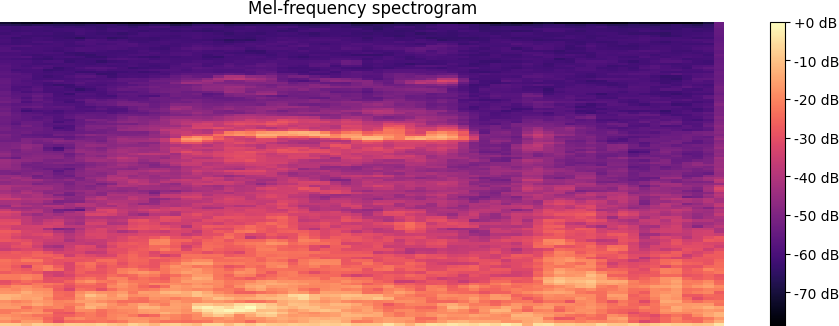 Mel-frequency spectrogram
+0 dB
-10 dB
-20 dB
-30 dB
-40 dB
-50 dB
-60 dB
-70 dB